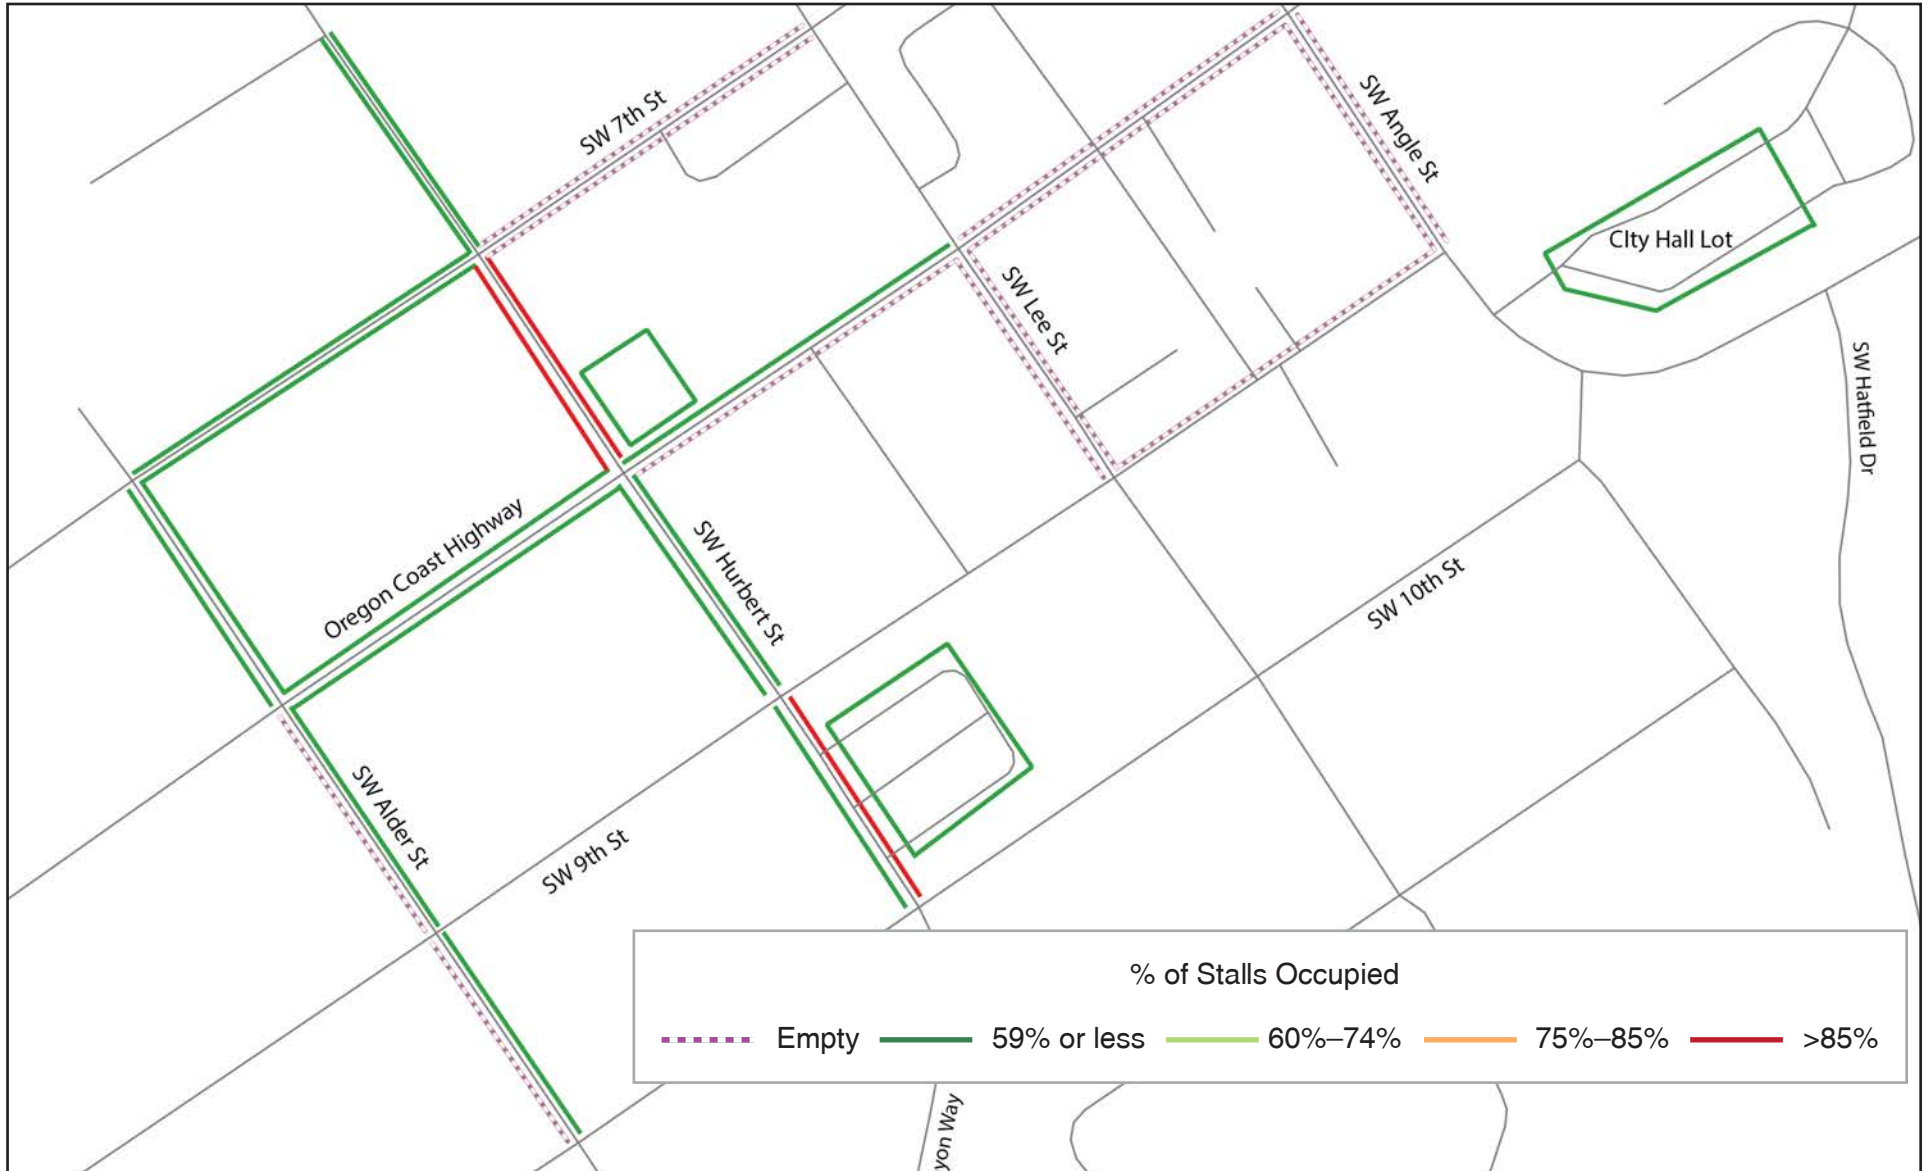 SW 7th St
SW Angle St
CIty Hall Lot
SW Lee St
SW Hatfield Dr
Oregon Coast Highway
SW Hurbert St
SW 10th St
SW Alder St
SW 9th St
% of Stalls Occupied
Empty 59% or less 60%–74% 75%–85% >85%
yon Way